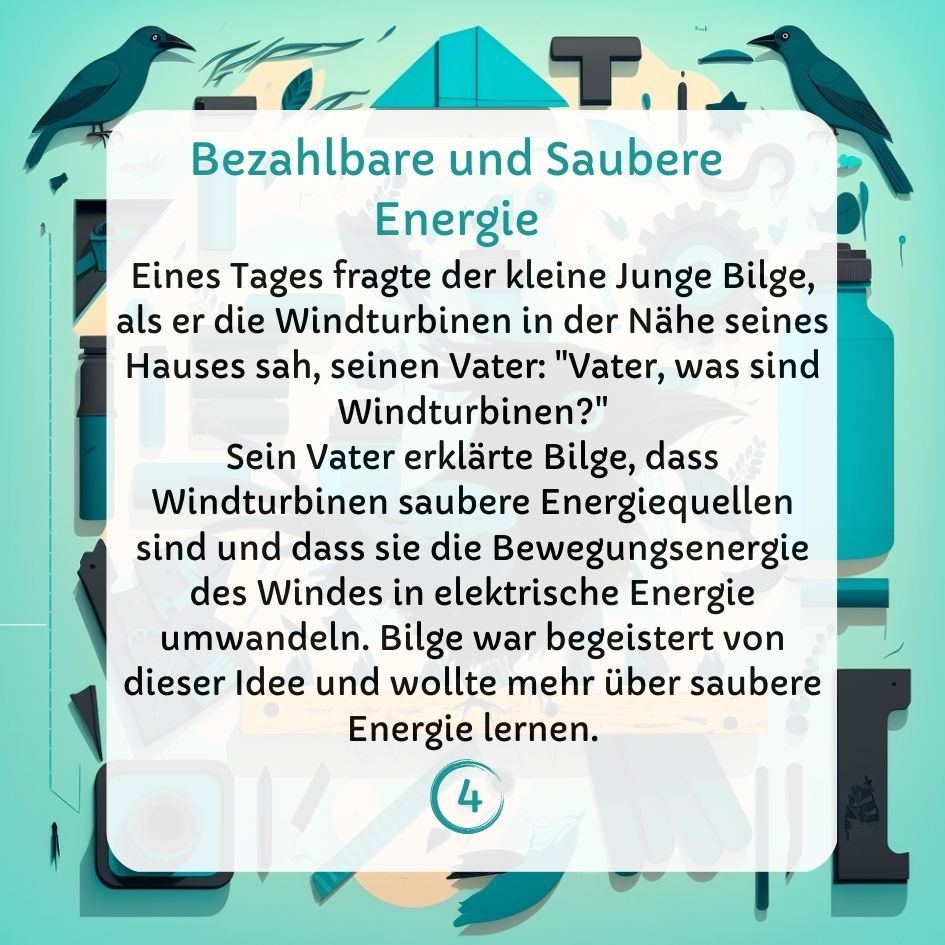 Bezahlbare und Saubere
Energie
Eines Tages fragte der kleine Junge Bilge,
als er die Windturbinen in der Nähe seines
Hauses sah, seinen Vater: "Vater, was sind
Windturbinen?"
Sein Vater erklärte Bilge, dass
Windturbinen saubere Energiequellen
sind und dass sie die Bewegungsenergie
des Windes in elektrische Energie
umwandeln. Bilge war begeistert von
dieser Idee und wollte mehr über saubere
Energie lernen.
4